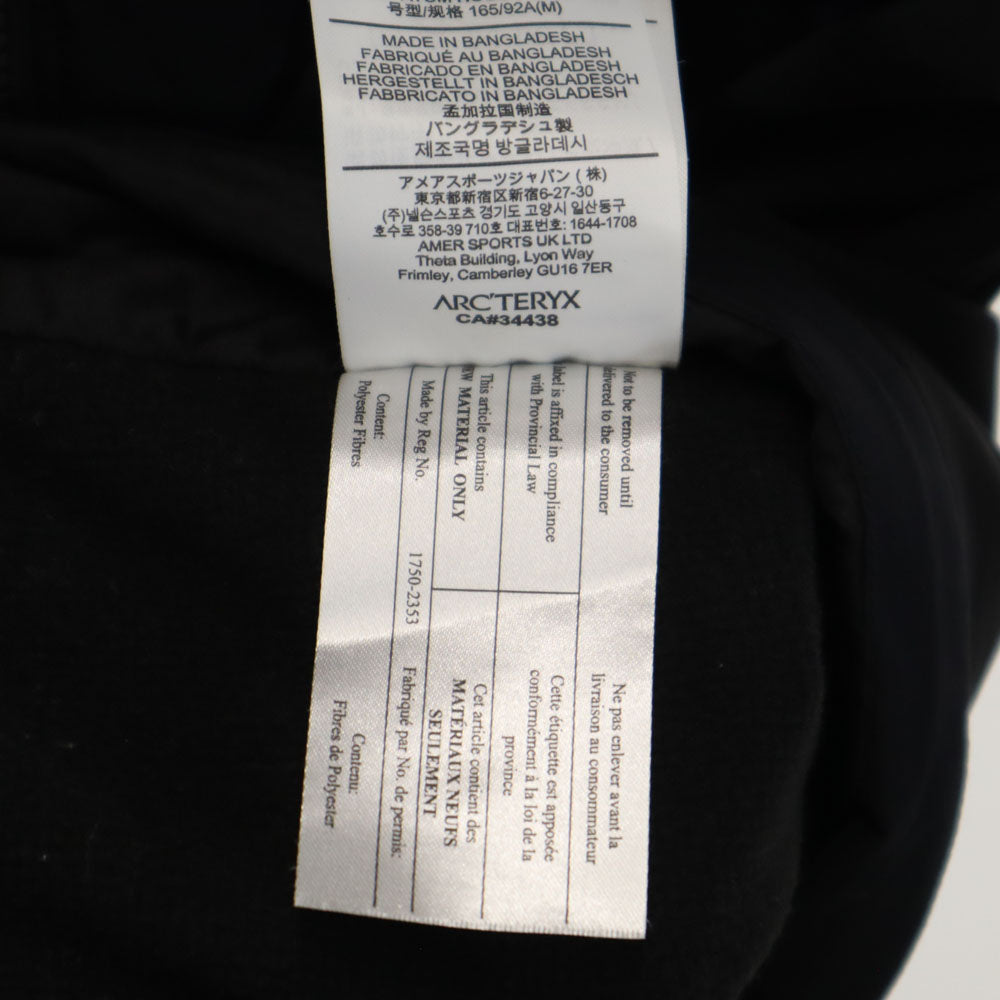 号型/规格 165/92A(M)
MADE IN BANGLADESH
FABRIQUÉ AU BANGLADESH
FABRICADO EN BANGLADESH
HERGESTELLT IN BANGLADESCH
FABBRICATO IN BANGLADESH
孟加拉国制造
バングラデシュ製
제조국명 방글라데시
アメアスポーツジャパン (株)
東京都新宿区新宿6-27-30
(주)넬슨스포츠 경기도 고양시 일산동구
호수로 358-39 710호 대표번호: 1644-1708
AMER SPORTS UK LTD
Theta Building, Lyon Way
Frimley, Camberley GU16 7ER
ARC'TERYX
CA#34438
Not to be removed until
delivered to the consumer
label is affixed in compliance
with Provincial Law
This article contains
NEW MATERIAL ONLY
Made by Reg No.
1750-2353
Content:
Polyester Fibres
Ne pas enlever avant la
livraison au consommateur
Cette étiquette est apposée
conformément à la loi de la
province
Cet article contient des
MATÉRIAUX NEUFS
SEULEMENT
Fabriqué par No. de permis:
Contenu:
Fibres de Polyester